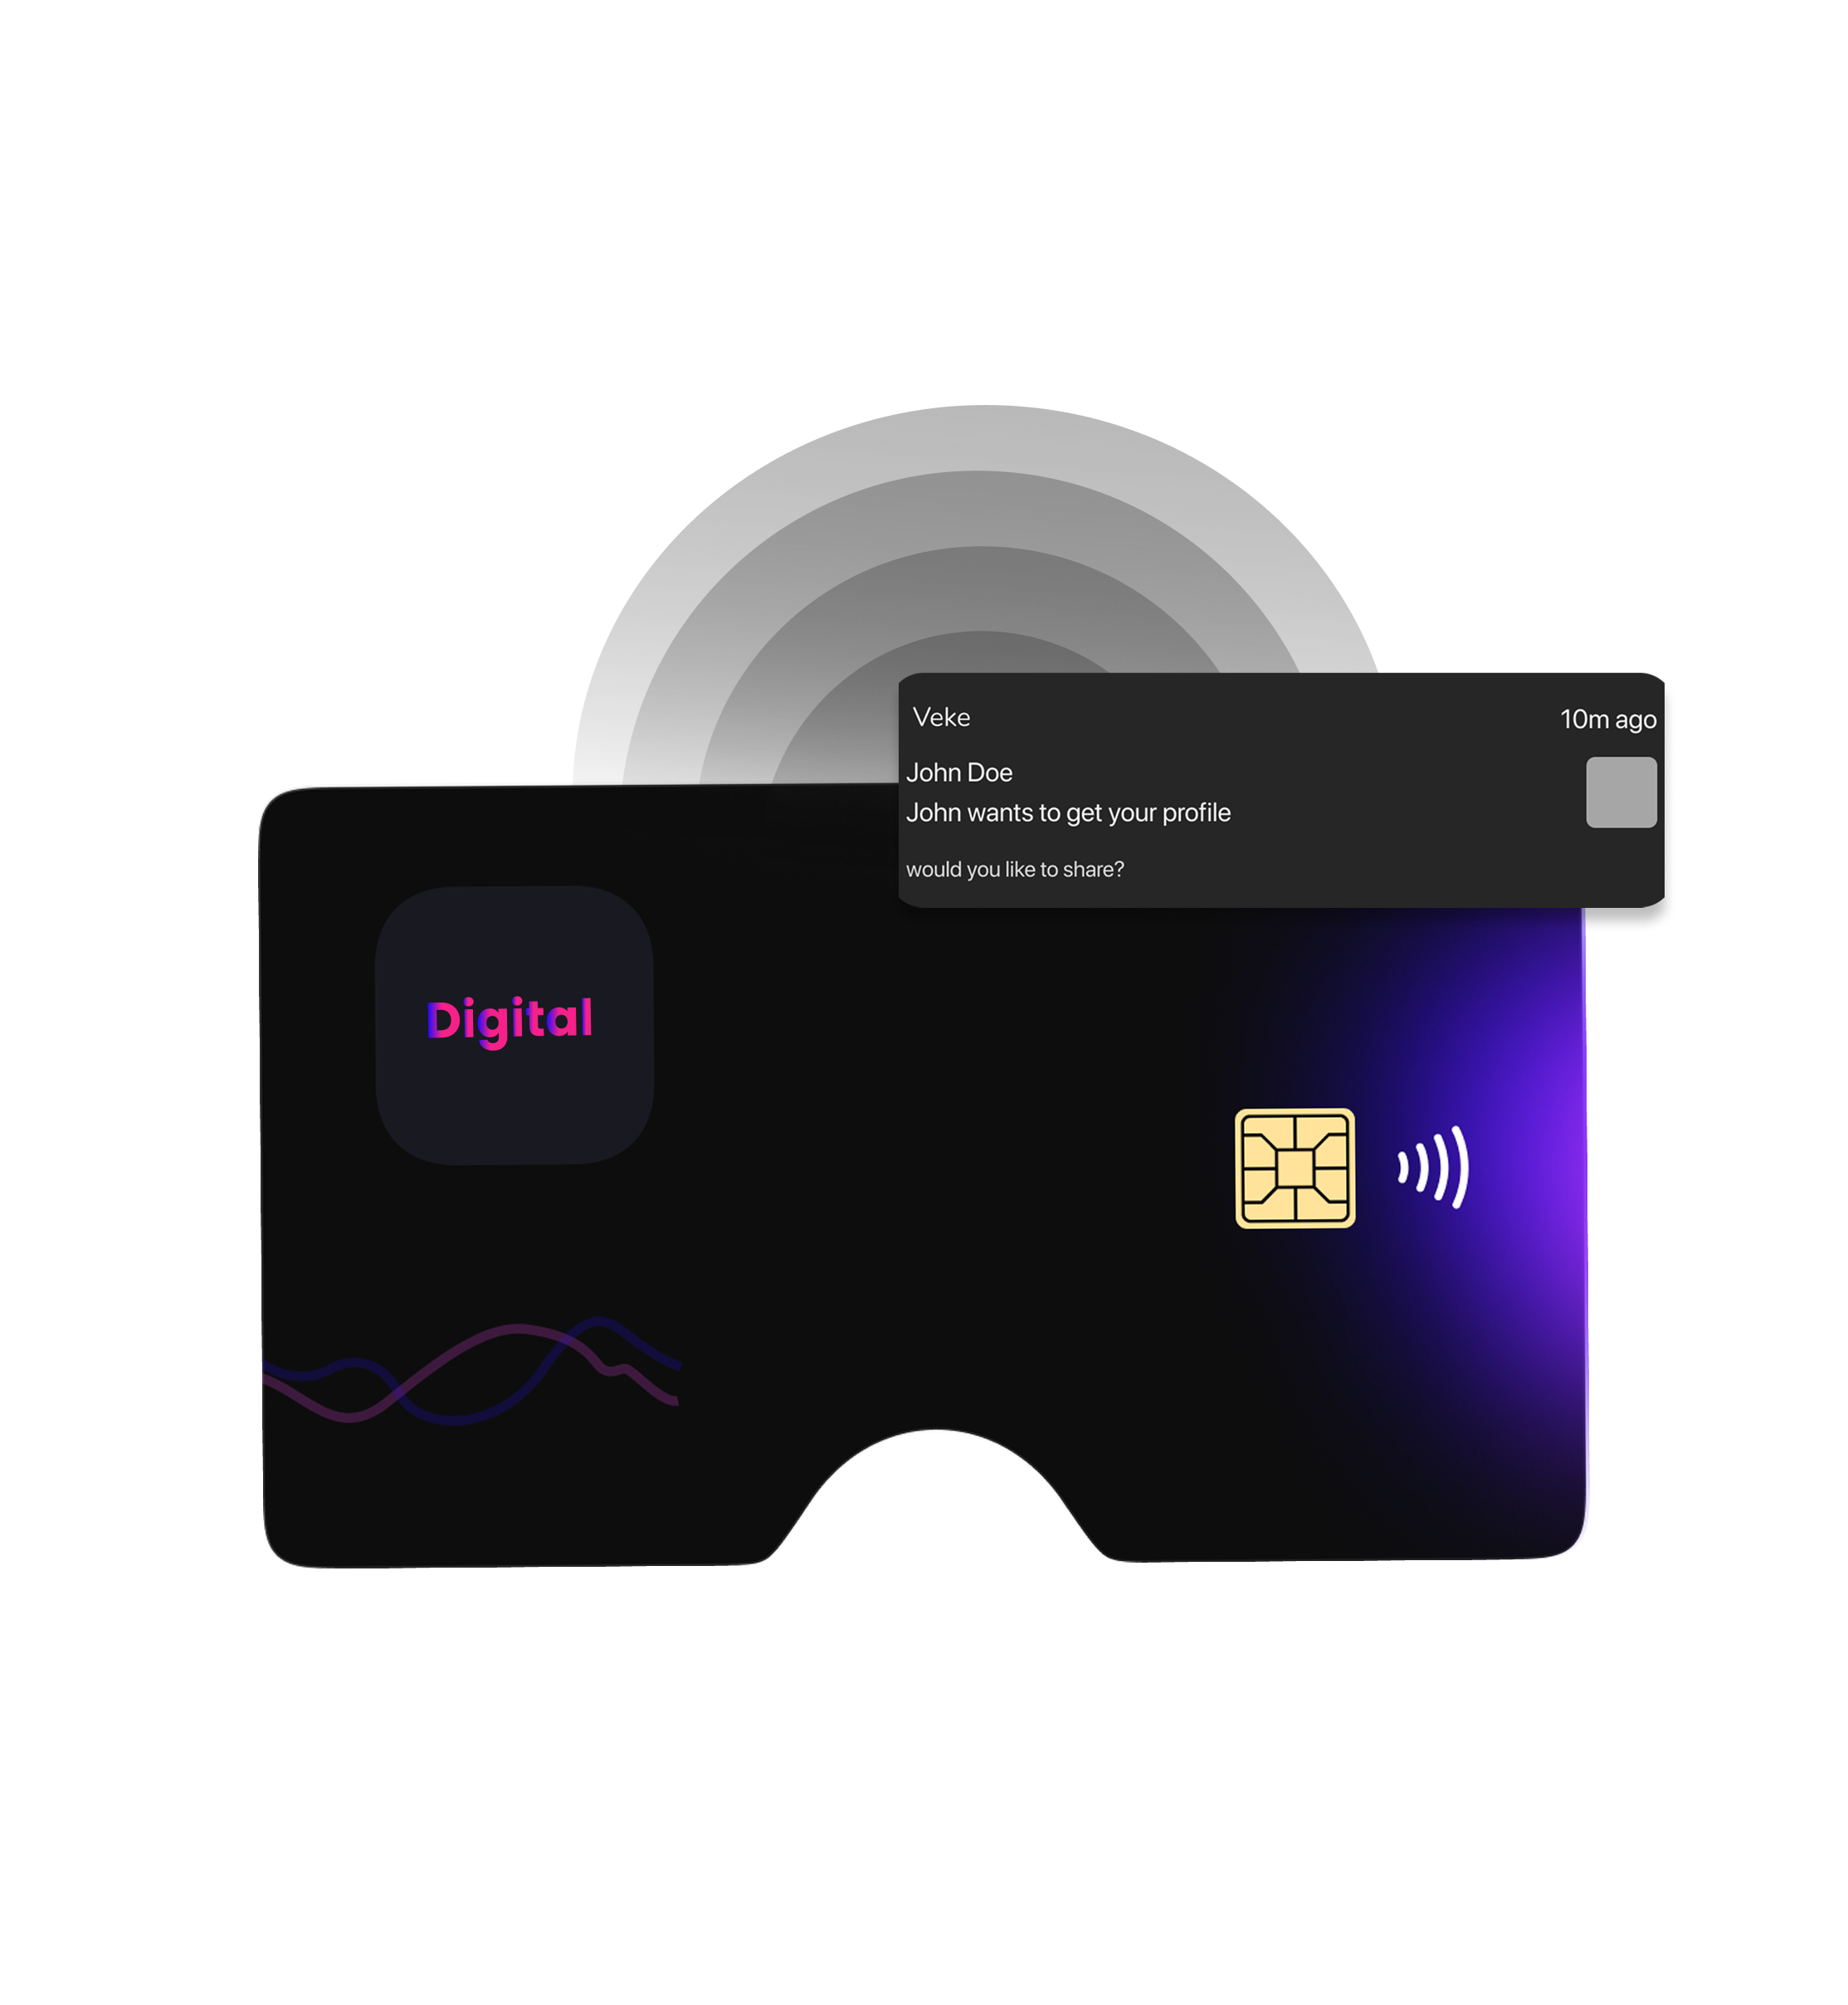 Veke
10m ago
John Doe
John wants to get your profile
would you like to share?
Digital